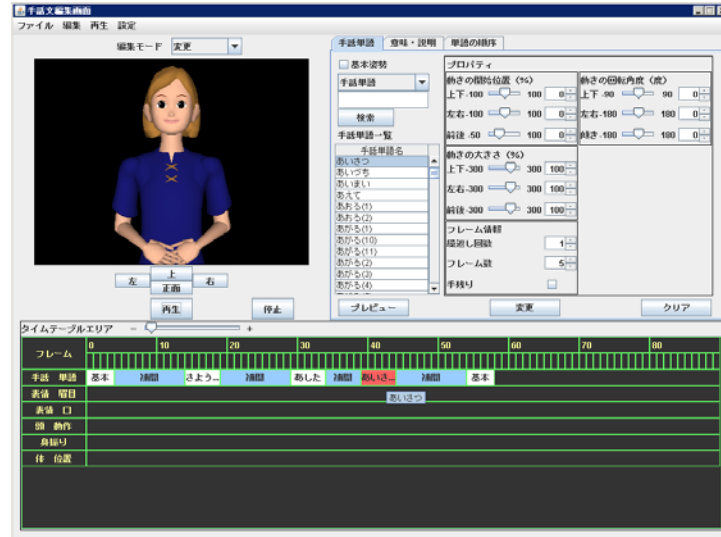 手話文編集画面
ファイル 編集 再生 設定
編集モード 変更
手話単語 意味・説明 単語の順序
基本姿勢
手話単語
検索
手話単語一覧
手話単語名
あいさつ
あいづち
あいまい
あえて
あおる(1)
あおる(2)
あがる(1)
あがる(10)
あがる(11)
あがる(2)
あがる(3)
あがる(4)
プレビュー
プロパティ
動きの開始位置 (%)
上下-100 100 0
左右-100 100 0
前後-50 100 0
動きの回転角度 (度)
上下-90 90 0
左右-180 180 0
傾き-180 180 0
動きの大きさ (%)
上下-300 300 100
左右-300 300 100
前後-300 300 100
フレーム情報
繰返し回数 1
フレーム数 5
手残り
変更 クリア
上
左 右
正面
再生 停止
タイムテーブルエリア - +
フレーム 0 10 20 30 40 50 60 70 80
手話 単語 基本 補間 さよう... 補間 あした 補間 あいさ... 補間 基本
あいさつ
表情 眉目
表情 口
頭 動作
身振り
体 位置